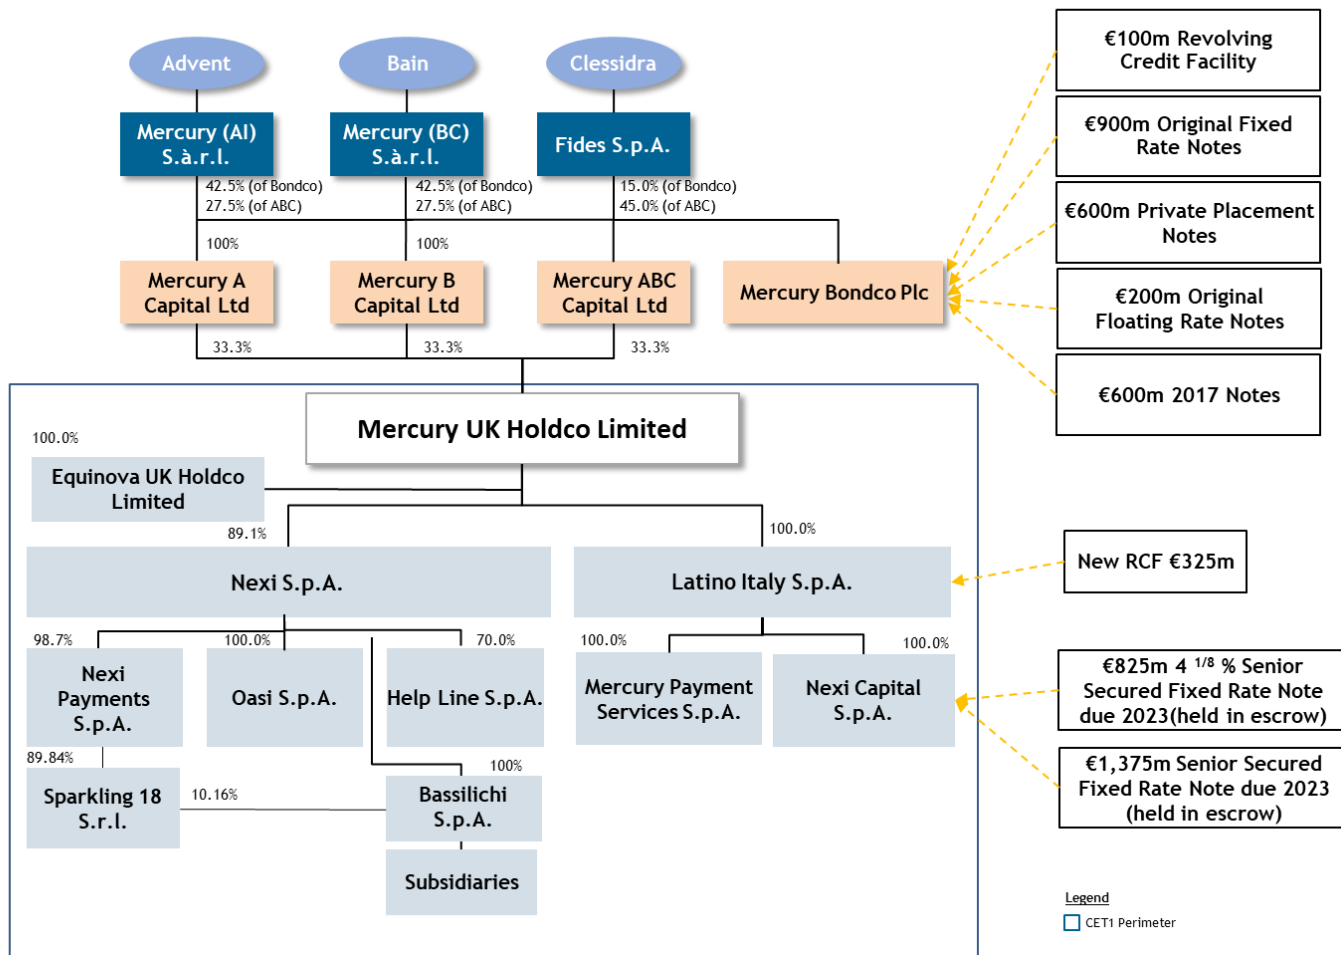 Advent
Bain
Clessidra
€100m Revolving
Credit Facility
Mercury (AI)
S.à.r.l.
Mercury (BC)
S.à.r.l.
Fides S.p.A.
€900m Original Fixed
Rate Notes
42.5% (of Bondco)
27.5% (of ABC)
42.5% (of Bondco)
27.5% (of ABC)
15.0% (of Bondco)
45.0% (of ABC)
€600m Private Placement
Notes
100%
100%
Mercury A
Capital Ltd
Mercury B
Capital Ltd
Mercury ABC
Capital Ltd
Mercury Bondco Plc
€200m Original
Floating Rate Notes
33.3%
33.3%
33.3%
€600m 2017 Notes
Mercury UK Holdco Limited
100.0%
Equinova UK Holdco
Limited
89.1%
100.0%
Nexi S.p.A.
Latino Italy S.p.A.
New RCF €325m
98.7%
100.0%
70.0%
100.0%
100.0%
Nexi
Payments
S.p.A.
Oasi S.p.A.
Help Line S.p.A.
Mercury Payment
Services S.p.A.
Nexi Capital
S.p.A.
€825m 4 1/8 % Senior
Secured Fixed Rate Note
due 2023(held in escrow)
89.84%
100%
€1,375m Senior Secured
Fixed Rate Note due 2023
(held in escrow)
Sparkling 18
S.r.l.
10.16%
Bassilichi
S.p.A.
Subsidiaries
Legend
CET1 Perimeter